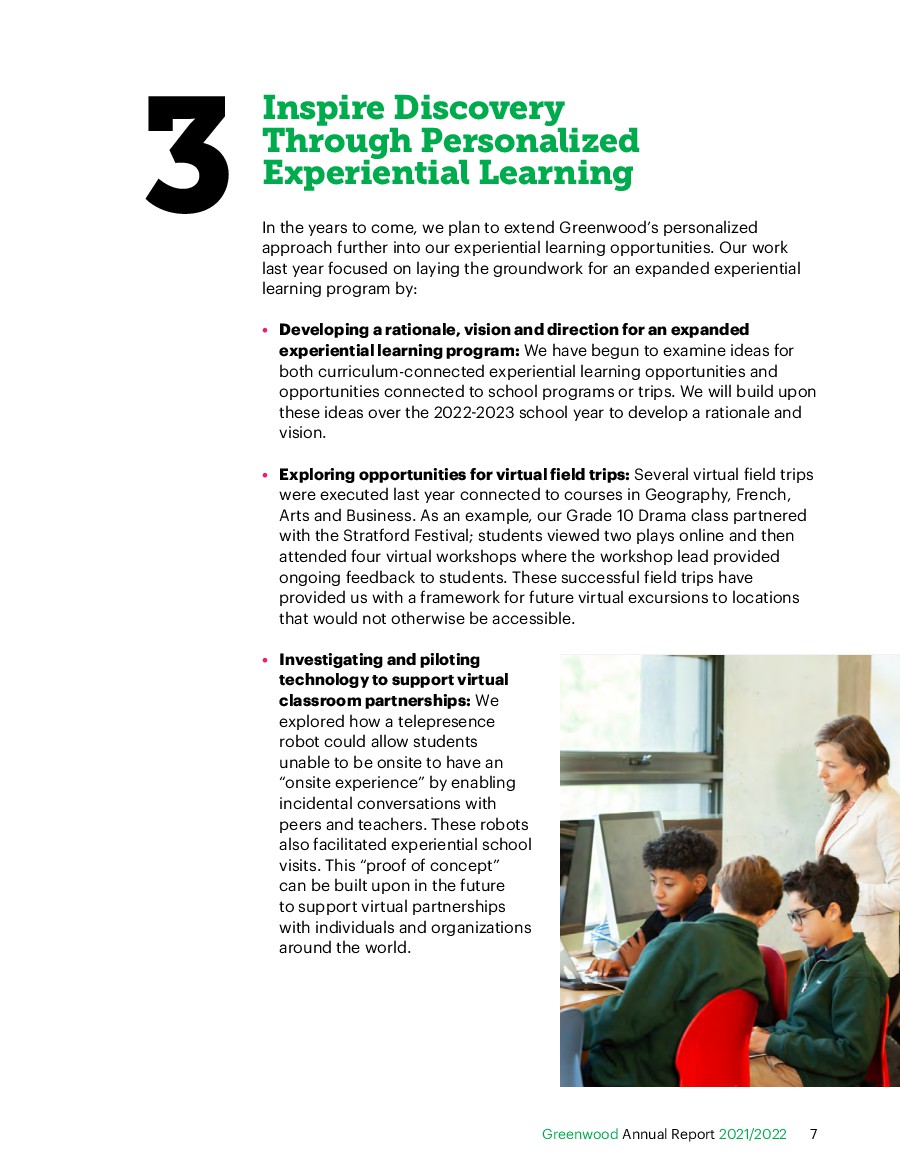 3
Inspire Discovery
Through Personalized
Experiential Learning
In the years to come, we plan to extend Greenwood’s personalized
approach further into our experiential learning opportunities. Our work
last year focused on laying the groundwork for an expanded experiential
learning program by:
• Developing a rationale, vision and direction for an expanded
experiential learning program: We have begun to examine ideas for
both curriculum-connected experiential learning opportunities and
opportunities connected to school programs or trips. We will build upon
these ideas over the 2022-2023 school year to develop a rationale and
vision.
• Exploring opportunities for virtual field trips: Several virtual field trips
were executed last year connected to courses in Geography, French,
Arts and Business. As an example, our Grade 10 Drama class partnered
with the Stratford Festival; students viewed two plays online and then
attended four virtual workshops where the workshop lead provided
ongoing feedback to students. These successful field trips have
provided us with a framework for future virtual excursions to locations
that would not otherwise be accessible.
• Investigating and piloting
technology to support virtual
classroom partnerships: We
explored how a telepresence
robot could allow students
unable to be onsite to have an
“onsite experience” by enabling
incidental conversations with
peers and teachers. These robots
also facilitated experiential school
visits. This “proof of concept”
can be built upon in the future
to support virtual partnerships
with individuals and organizations
around the world.
Greenwood Annual Report 2021/2022 7